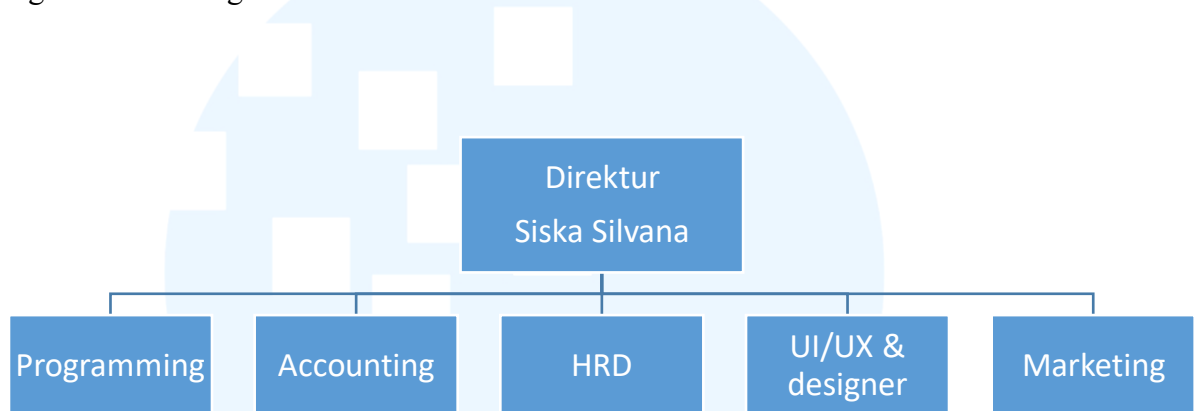 Direktur
Siska Silvana
Programming
Accounting
HRD
UI/UX &
designer
Marketing